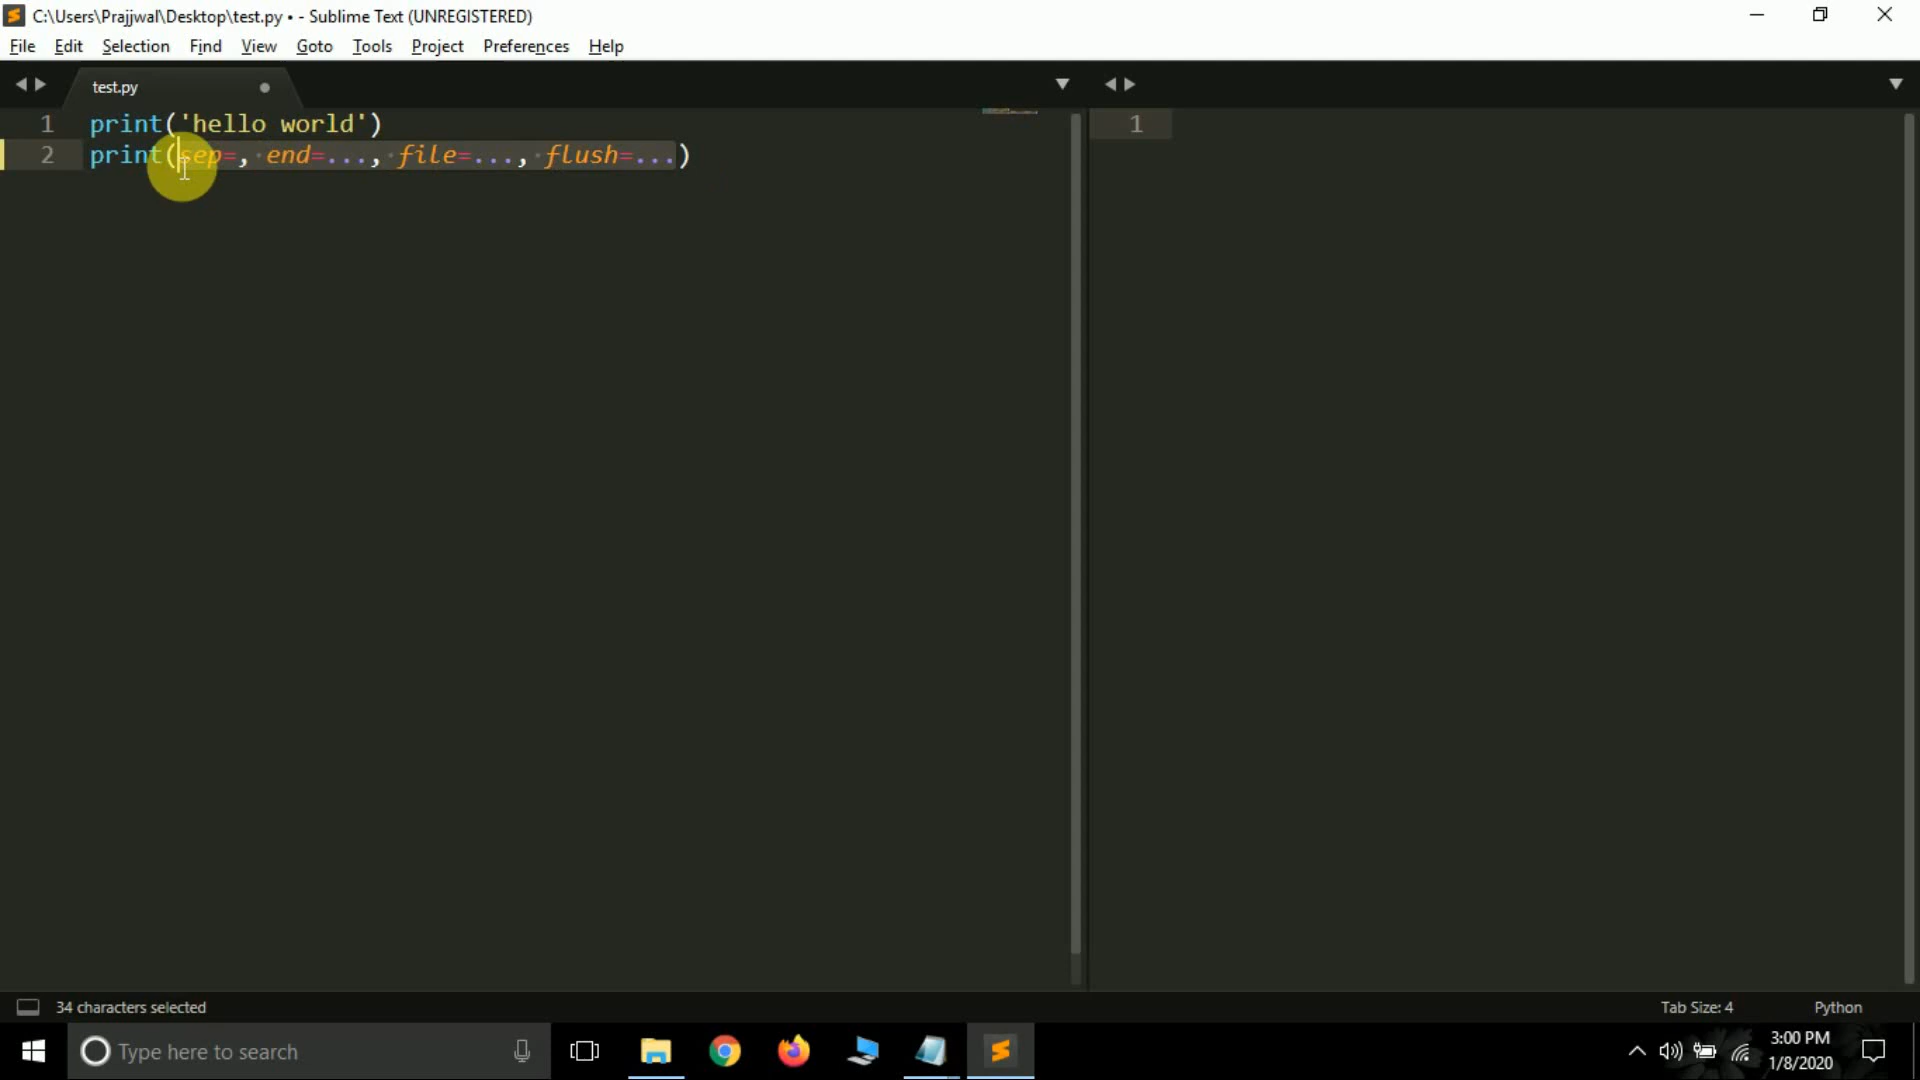 C:\Users\Prajjwal\Desktop\test.py • - Sublime Text (UNREGISTERED)
File Edit Selection Find View Goto Tools Project Preferences Help
test.py
1 print('hello world')
2 print(sep=, end=..., file=..., flush=...)
1
34 characters selected
Tab Size: 4
Python
Type here to search
3:00 PM
1/8/2020